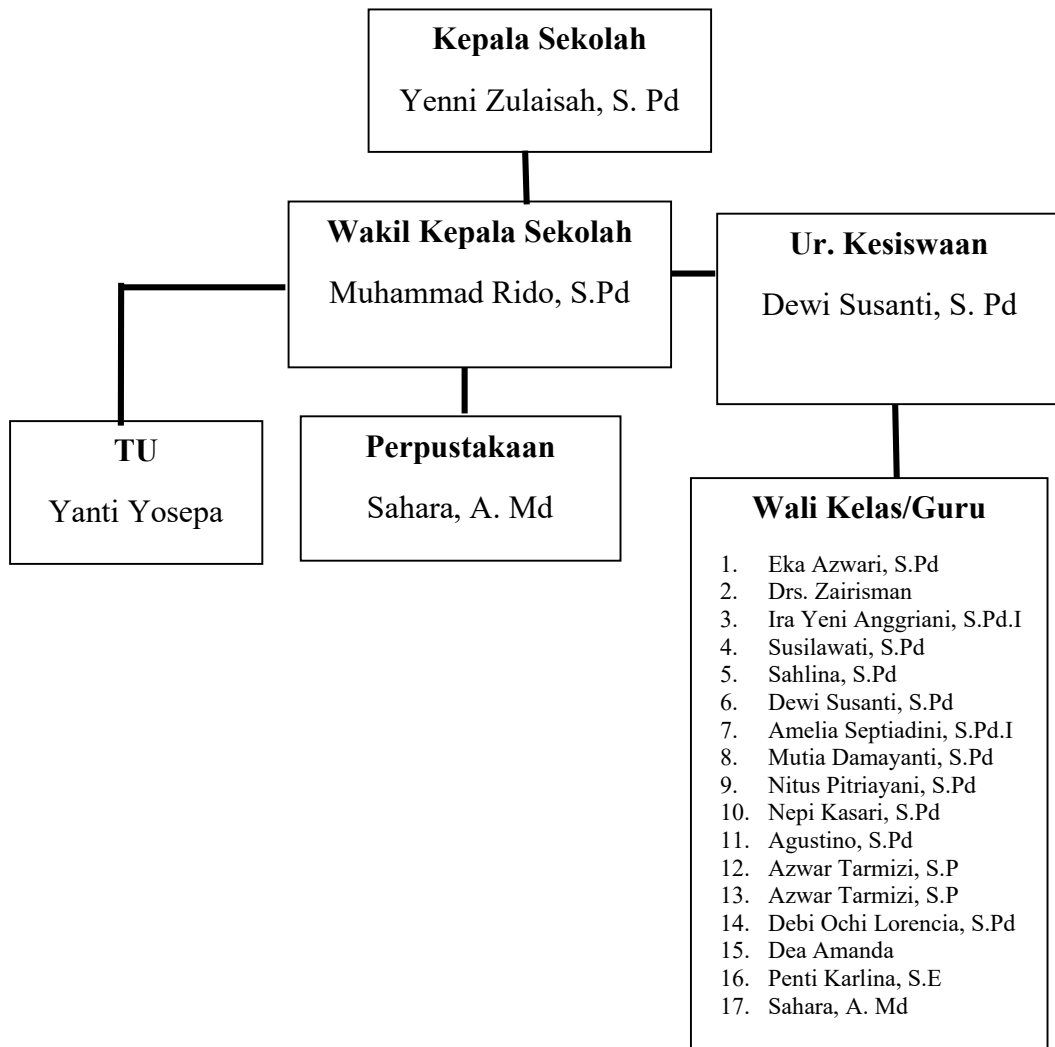 Kepala Sekolah
Yenni Zulaisah, S. Pd
Wakil Kepala Sekolah
Muhammad Rido, S.Pd
Ur. Kesiswaan
Dewi Susanti, S. Pd
TU
Yanti Yosepa
Perpustakaan
Sahara, A. Md
Wali Kelas/Guru
1. Eka Azwari, S.Pd
2. Drs. Zairisman
3. Ira Yeni Anggriani, S.Pd.I
4. Susilawati, S.Pd
5. Sahlina, S.Pd
6. Dewi Susanti, S.Pd
7. Amelia Septiadini, S.Pd.I
8. Mutia Damayanti, S.Pd
9. Nitus Pitriayani, S.Pd
10. Nepi Kasari, S.Pd
11. Agustino, S.Pd
12. Azwar Tarmizi, S.P
13. Azwar Tarmizi, S.P
14. Debi Ochi Lorencia, S.Pd
15. Dea Amanda
16. Penti Karlina, S.E
17. Sahara, A. Md